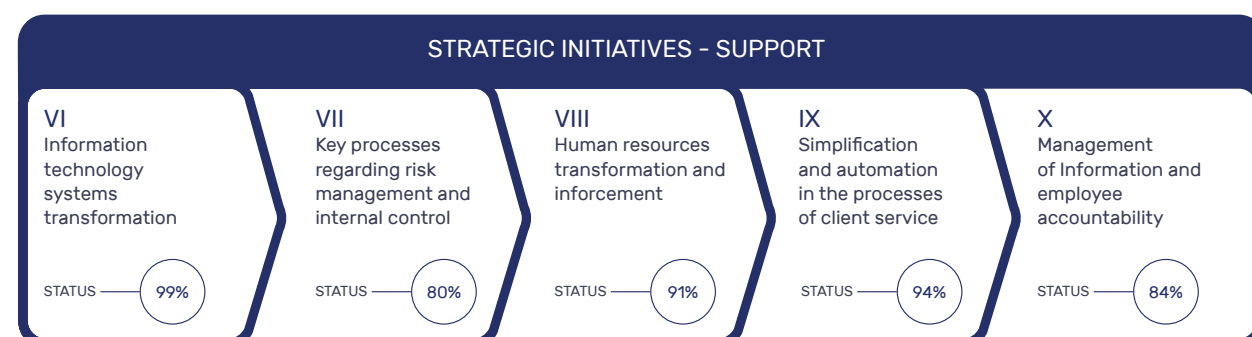 STRATEGIC INITIATIVES - SUPPORT
VI
Information
technology
systems
transformation
STATUS
99%
VII
Key processes
regarding risk
management and
internal control
STATUS
80%
VIII
Human resources
transformation and
inforcement
STATUS
91%
IX
Simplification
and automation
in the processes
of client service
STATUS
94%
X
Management
of Information and
employee
accountability
STATUS
84%